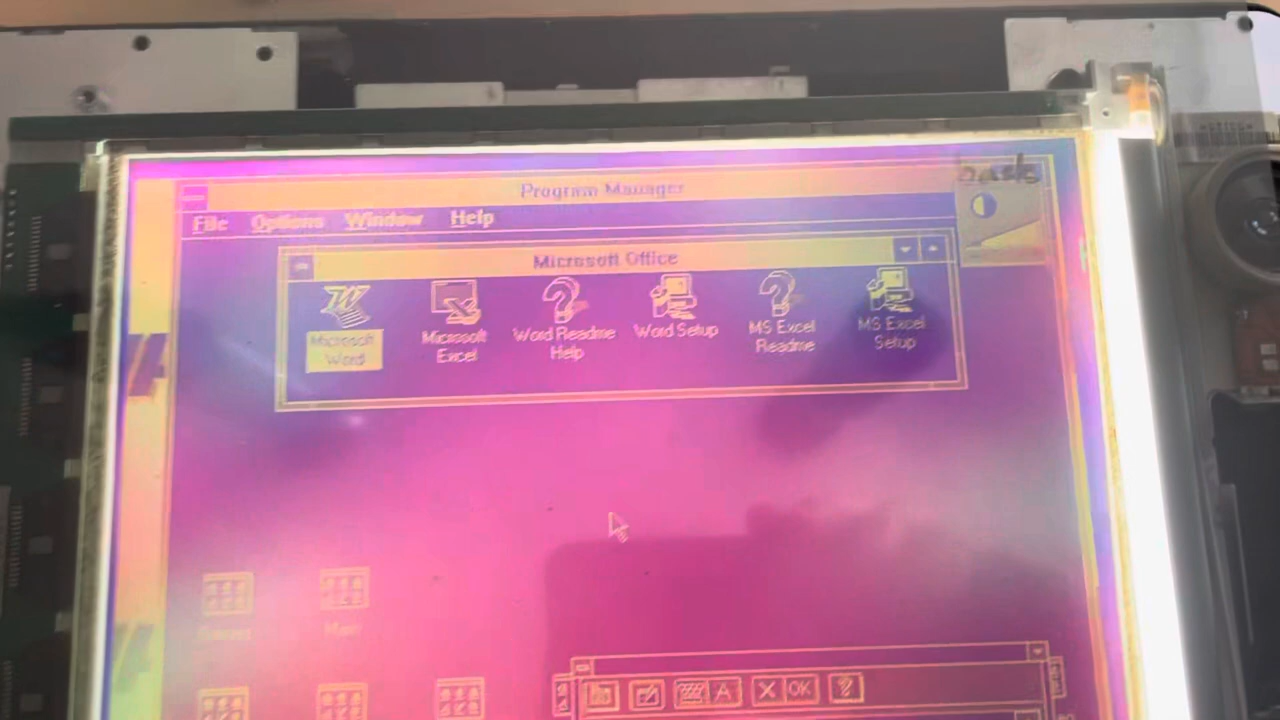 Program Manager
File Options Window Help
Microsoft Office
Microsoft Word
Microsoft Excel
Word Readme Help
Word Setup
MS Excel Readme
MS Excel Setup
Main
A
OK
?